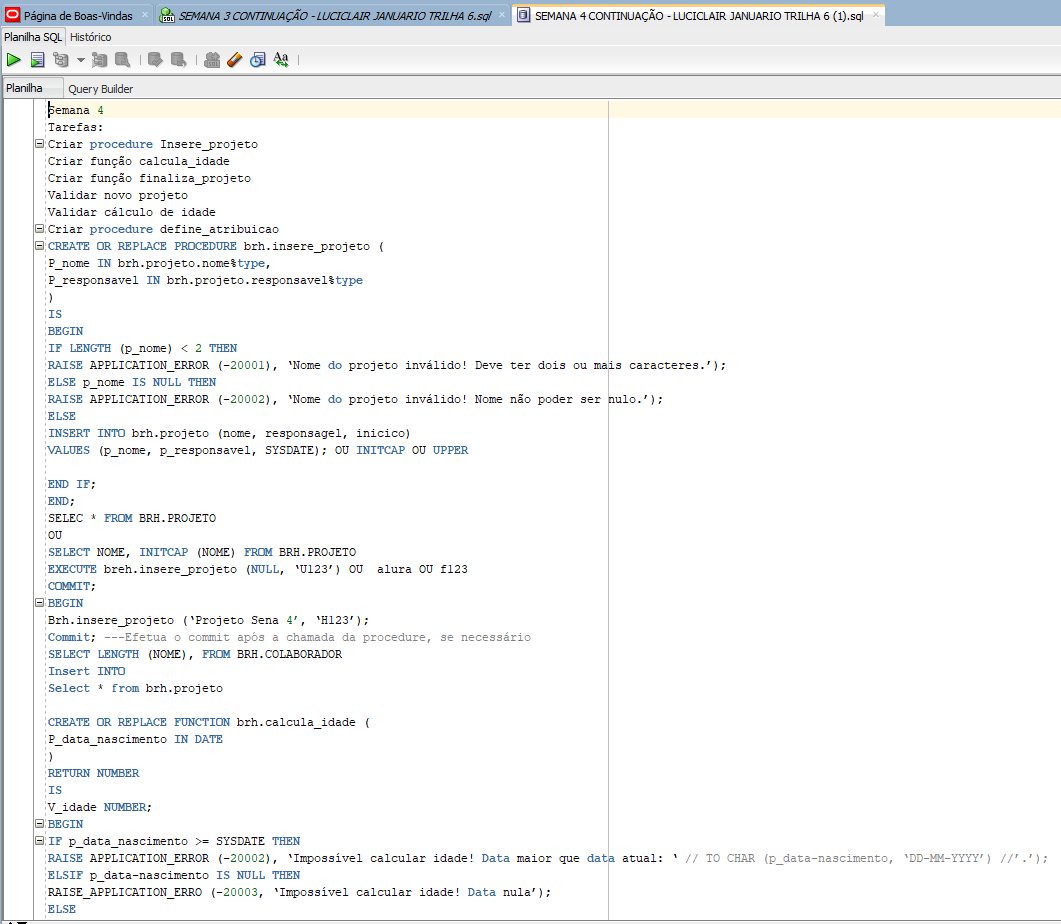 Página de Boas-Vindas × SEMANA 3 CONTINUAÇÃO - LUCICLAIR JANUARIO TRILHA 6.sql × SEMANA 4 CONTINUAÇÃO - LUCICLAIR JANUARIO TRILHA 6 (1).sql ×
Planilha SQL Histórico
Planilha Query Builder
Semana 4
Tarefas:
Criar procedure Insere_projeto
Criar função calcula_idade
Criar função finaliza_projeto
Validar novo projeto
Validar cálculo de idade
Criar procedure define_atribuicao
CREATE OR REPLACE PROCEDURE brh.insere_projeto (
P_nome IN brh.projeto.nome%type,
P_responsavel IN brh.projeto.responsavel%type
)
IS
BEGIN
IF LENGTH (p_nome) < 2 THEN
RAISE APPLICATION_ERROR (-20001), ‘Nome do projeto inválido! Deve ter dois ou mais caracteres.’);
ELSE p_nome IS NULL THEN
RAISE APPLICATION_ERROR (-20002), ‘Nome do projeto inválido! Nome não poder ser nulo.’);
ELSE
INSERT INTO brh.projeto (nome, responsagel, inicico)
VALUES (p_nome, p_responsavel, SYSDATE); OU INITCAP OU UPPER
END IF;
END;
SELEC * FROM BRH.PROJETO
OU
SELECT NOME, INITCAP (NOME) FROM BRH.PROJETO
EXECUTE breh.insere_projeto (NULL, ‘U123’) OU  alura OU f123
COMMIT;
BEGIN
Brh.insere_projeto (‘Projeto Sena 4’, ‘H123’);
Commit; ---Efetua o commit após a chamada da procedure, se necessário
SELECT LENGTH (NOME), FROM BRH.COLABORADOR
Insert INTO
Select * from brh.projeto
CREATE OR REPLACE FUNCTION brh.calcula_idade (
P_data_nascimento IN DATE
)
RETURN NUMBER
IS
V_idade NUMBER;
BEGIN
IF p_data_nascimento >= SYSDATE THEN
RAISE APPLICATION_ERROR (-20002), ‘Impossível calcular idade! Data maior que data atual: ‘ // TO CHAR (p_data-nascimento, ‘DD-MM-YYYY’) //’.’);
ELSIF p_data-nascimento IS NULL THEN
RAISE_APPLICATION_ERRO (-20003, ‘Impossível calcular idade! Data nula’);
ELSE